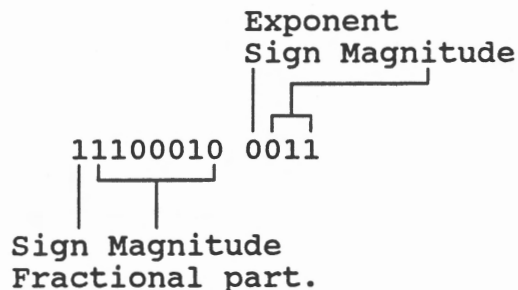 Exponent
Sign Magnitude
11100010 0011
Sign Magnitude
Fractional part.